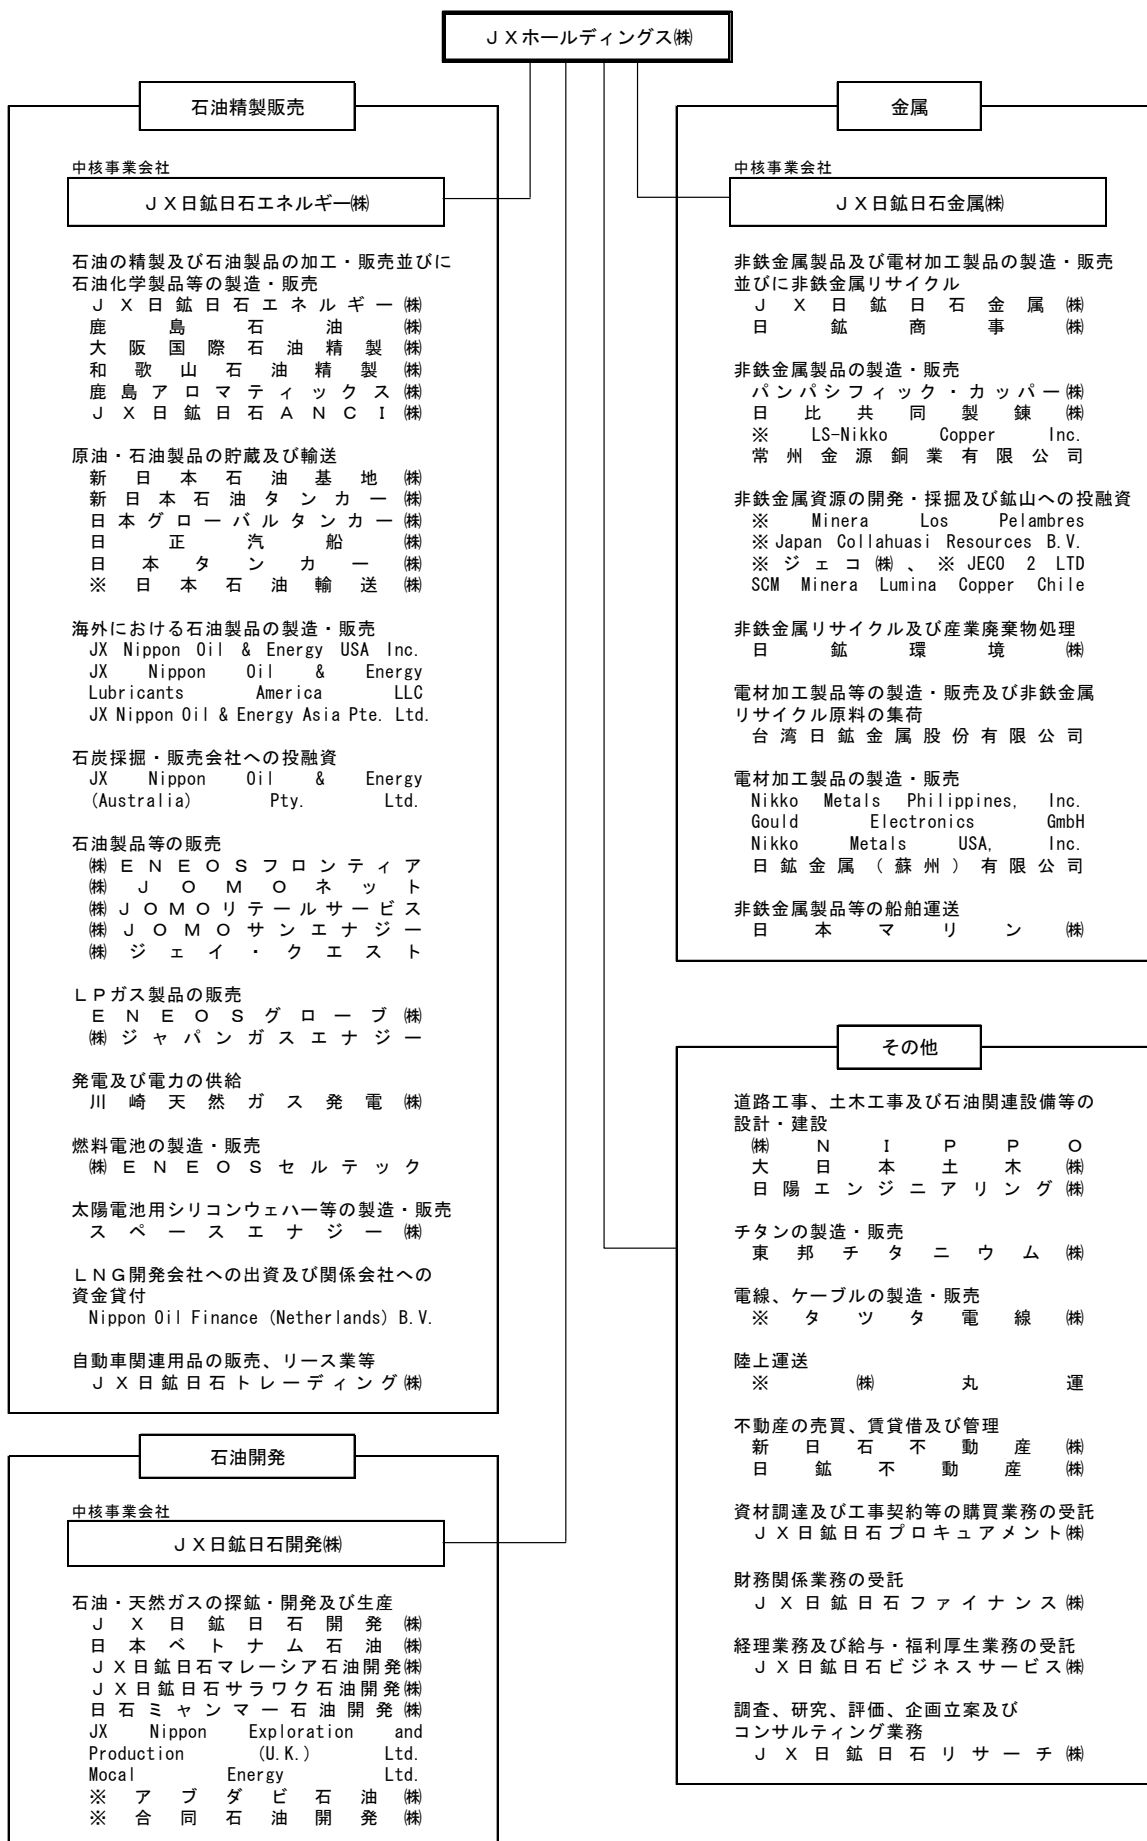 ＪＸホールディングス㈱
石油精製販売
中核事業会社
ＪＸ日鉱日石エネルギー㈱
石油の精製及び石油製品の加工・販売並びに
石油化学製品等の製造・販売
ＪＸ日鉱日石エネルギー㈱
鹿島石油㈱
大阪国際石油精製㈱
和歌山石油精製㈱
鹿島アロマティックス㈱
ＪＸ日鉱日石ＡＮＣＩ㈱
原油・石油製品の貯蔵及び輸送
新日本石油基地㈱
新日本石油タンカー㈱
日本グローバルタンカー㈱
日正汽船㈱
日本タンカー㈱
※日本石油輸送㈱
海外における石油製品の製造・販売
JX Nippon Oil & Energy USA Inc.
JX Nippon Oil & Energy
Lubricants America LLC
JX Nippon Oil & Energy Asia Pte. Ltd.
石炭採掘・販売会社への投融資
JX Nippon Oil & Energy
(Australia) Pty. Ltd.
石油製品等の販売
㈱ＥＮＥＯＳフロンティア
㈱ＪＯＭＯネット
㈱ＪＯＭＯリテールサービス
㈱ＪＯＭＯサンエナジー
㈱ジェイ・クエスト
ＬＰガス製品の販売
ＥＮＥＯＳグローブ㈱
㈱ジャパンガスエナジー
発電及び電力の供給
川崎天然ガス発電㈱
燃料電池の製造・販売
㈱ＥＮＥＯＳセルテック
太陽電池用シリコンウェハー等の製造・販売
スペースエナジー㈱
ＬＮＧ開発会社への出資及び関係会社への
資金貸付
Nippon Oil Finance (Netherlands) B.V.
自動車関連用品の販売、リース業等
ＪＸ日鉱日石トレーディング㈱
石油開発
中核事業会社
ＪＸ日鉱日石開発㈱
石油・天然ガスの探鉱・開発及び生産
ＪＸ日鉱日石開発㈱
日本ベトナム石油㈱
ＪＸ日鉱日石マレーシア石油開発㈱
ＪＸ日鉱日石サラワク石油開発㈱
日石ミャンマー石油開発㈱
JX Nippon Exploration and
Production (U.K.) Ltd.
Mocal Energy Ltd.
※アブダビ石油㈱
※合同石油開発㈱
金属
中核事業会社
ＪＸ日鉱日石金属㈱
非鉄金属製品及び電材加工製品の製造・販売
並びに非鉄金属リサイクル
ＪＸ日鉱日石金属㈱
日鉱商事㈱
非鉄金属製品の製造・販売
パンパシフィック・カッパー㈱
日比共同製錬㈱
※ LS-Nikko Copper Inc.
常州金源銅業有限公司
非鉄金属資源の開発・採掘及び鉱山への投融資
※ Minera Los Pelambres
※ Japan Collahuasi Resources B.V.
※ジェコ㈱、※ JECO 2 LTD
SCM Minera Lumina Copper Chile
非鉄金属リサイクル及び産業廃棄物処理
日鉱環境㈱
電材加工製品等の製造・販売及び非鉄金属
リサイクル原料の集荷
台湾日鉱金属股份有限公司
電材加工製品の製造・販売
Nikko Metals Philippines, Inc.
Gould Electronics GmbH
Nikko Metals USA, Inc.
日鉱金属（蘇州）有限公司
非鉄金属製品等の船舶運送
日本マリン㈱
その他
道路工事、土木工事及び石油関連設備等の
設計・建設
㈱ＮＩＰＰＯ
大日本土木㈱
日陽エンジニアリング㈱
チタンの製造・販売
東邦チタニウム㈱
電線、ケーブルの製造・販売
※タツタ電線㈱
陸上運送
※㈱丸運
不動産の売買、賃貸借及び管理
新日石不動産㈱
日鉱不動産㈱
資材調達及び工事契約等の購買業務の受託
ＪＸ日鉱日石プロキュアメント㈱
財務関係業務の受託
ＪＸ日鉱日石ファイナンス㈱
経理業務及び給与・福利厚生業務の受託
ＪＸ日鉱日石ビジネスサービス㈱
調査、研究、評価、企画立案及び
コンサルティング業務
ＪＸ日鉱日石リサーチ㈱